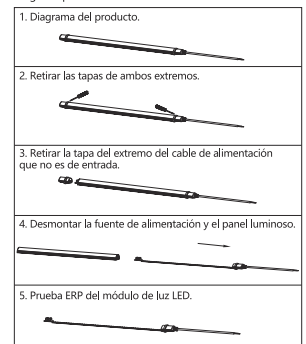 1. Diagrama del producto.
2. Retirar las tapas de ambos extremos.
3. Retirar la tapa del extremo del cable de alimentación
que no es de entrada.
4. Desmontar la fuente de alimentación y el panel luminoso.
5. Prueba ERP del módulo de luz LED.